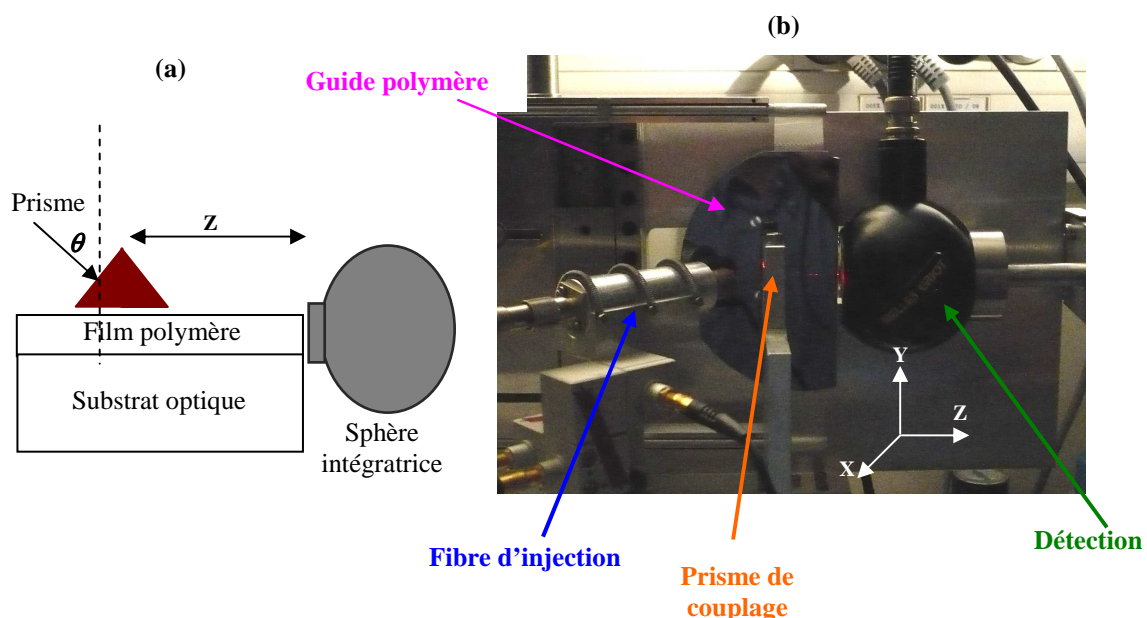 (a)
Prisme
θ
Z
Film polymère
Substrat optique
Sphère
intégratrice
(b)
Guide polymère
Y
Z
X
Fibre d'injection
Prisme de
couplage
Détection